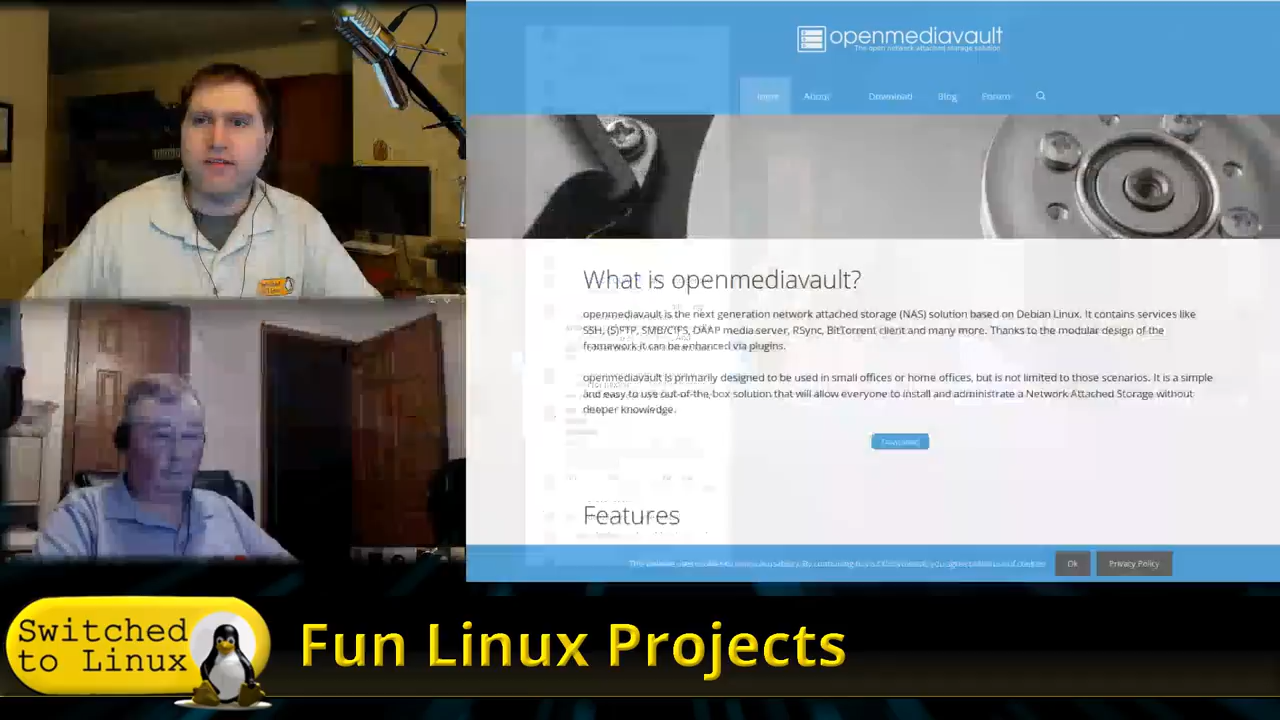 openmediavault
The open network attached storage solution
Home About Download Blog Forum
What is openmediavault?
openmediavault is the next generation network attached storage (NAS) solution based on Debian Linux. It contains services like
SSH, (S)FTP, SMB/CIFS, DAAP media server, RSync, BitTorrent client and many more. Thanks to the modular design of the
framework it can be enhanced via plugins.
openmediavault is primarily designed to be used in small offices or home offices, but is not limited to those scenarios. It is a simple
and easy to use out-of-the-box solution that will allow everyone to install and administrate a Network Attached Storage without
deeper knowledge.
Download
Features
Ok Privacy Policy
Switched
to Linux
Fun Linux Projects